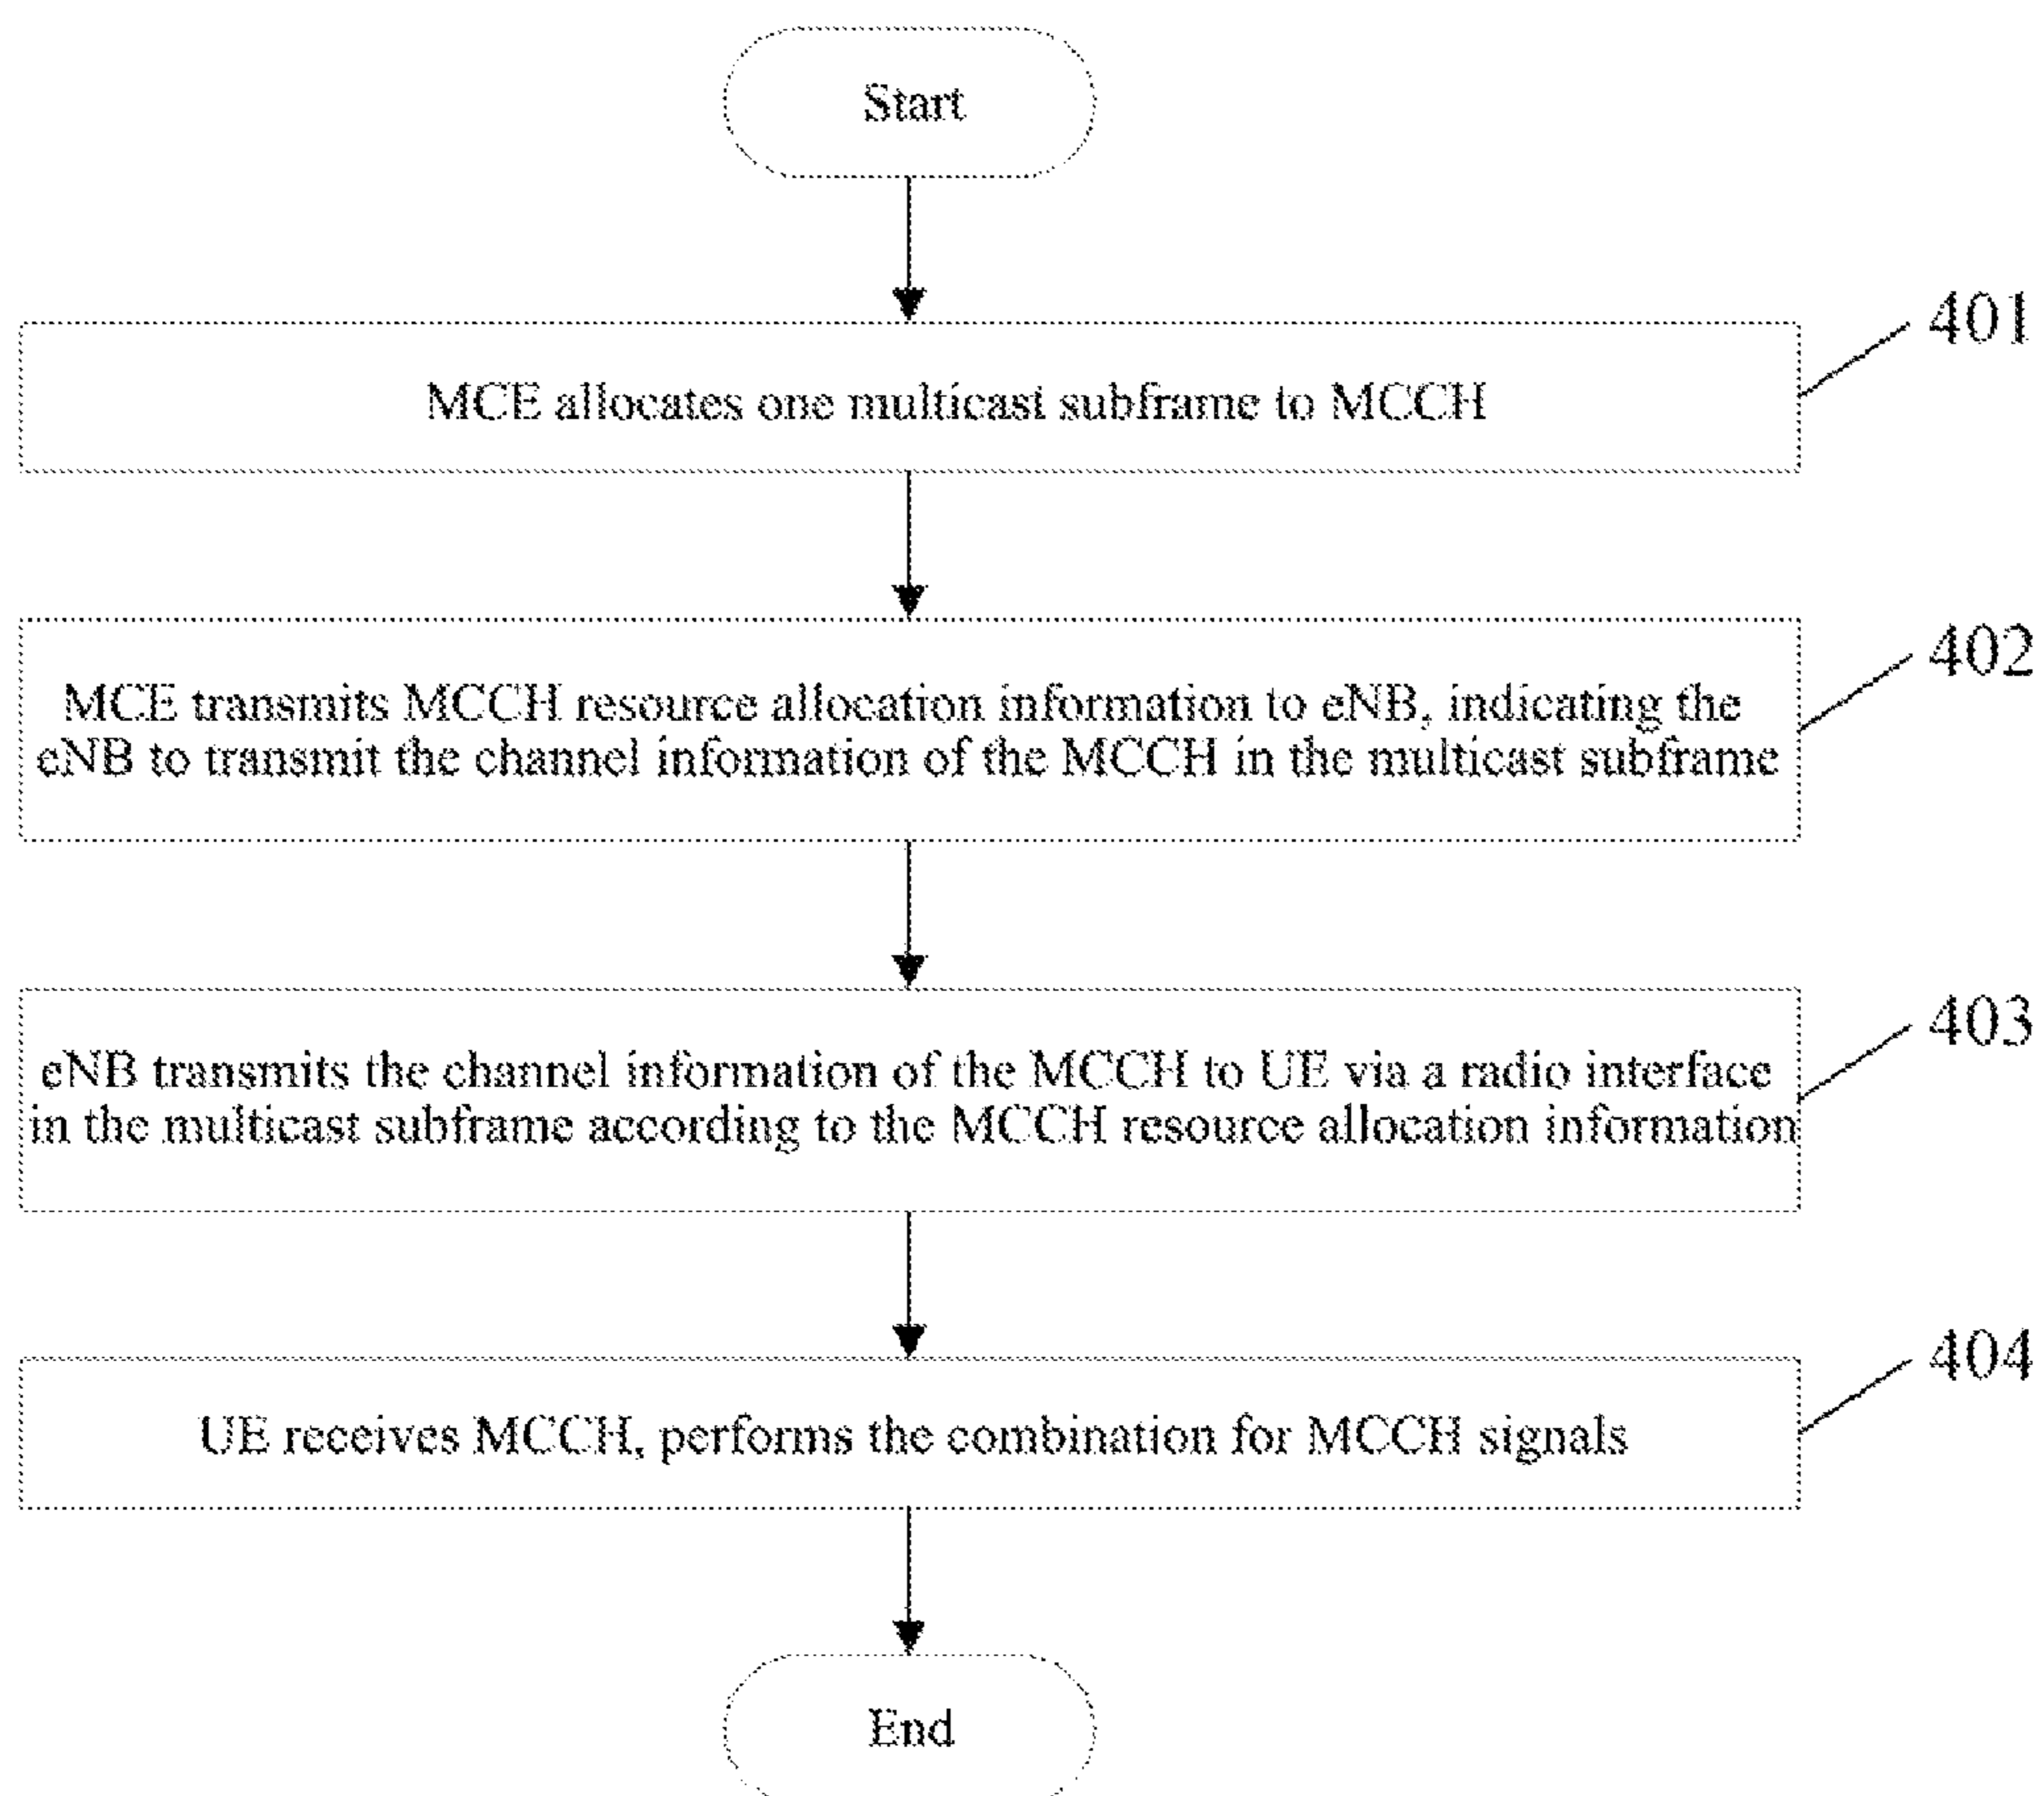 Start
401
MCE allocates one multicast subframe to MCCH
402
MCE transmits MCCH resource allocation information to eNB, indicating the
eNB to transmit the channel information of the MCCH in the multicast subframe
403
eNB transmits the channel information of the MCCH to UE via a radio interface
in the multicast subframe according to the MCCH resource allocation information
404
UE receives MCCH, performs the combination for MCCH signals
End